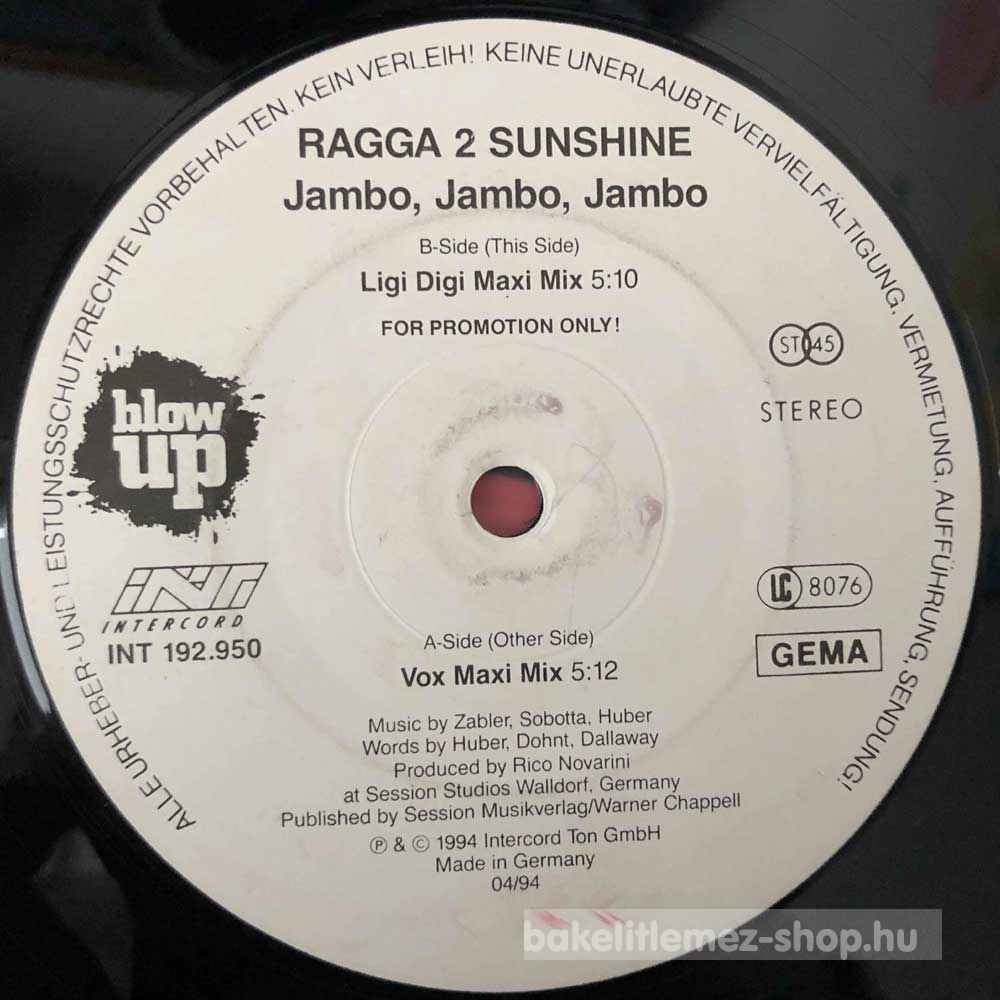 ALLE URHEBER- UND LEISTUNGSSCHUTZRECHTE VORBEHALTEN. KEIN VERLEIH! KEINE UNERLAUBTE VERVIELFÄLTIGUNG, VERMIETUNG, AUFFÜHRUNG, SENDUNG!
RAGGA 2 SUNSHINE
Jambo, Jambo, Jambo
B-Side (This Side)
Ligi Digi Maxi Mix 5:10
FOR PROMOTION ONLY!
ST 45
STEREO
blow
up
INT
INTERCORD
INT 192.950
LC 8076
GEMA
A-Side (Other Side)
Vox Maxi Mix 5:12
Music by Zabler, Sobotta, Huber
Words by Huber, Dohnt, Dallaway
Produced by Rico Novarini
at Session Studios Walldorf, Germany
Published by Session Musikverlag/Warner Chappell
Ⓟ & © 1994 Intercord Ton GmbH
Made in Germany
04/94
bakelitlemez-shop.hu